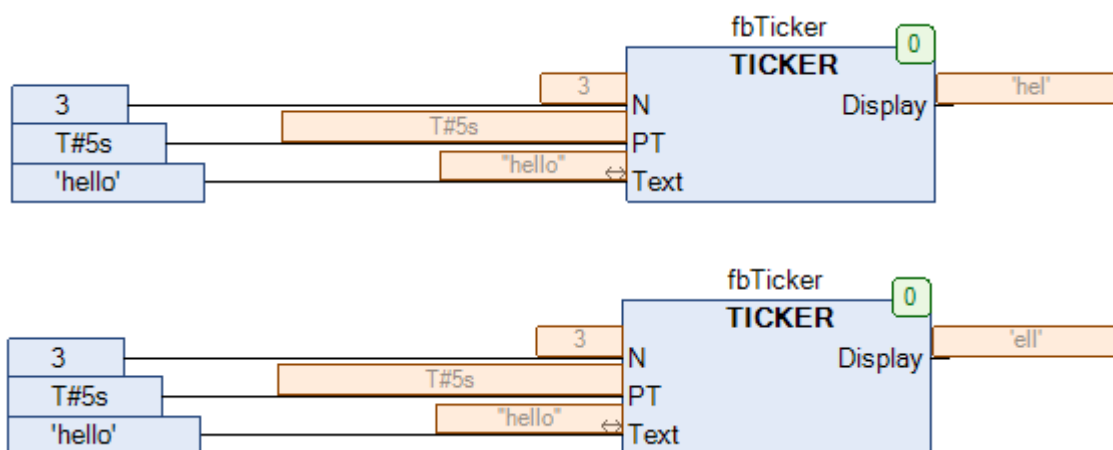 fbTicker
0
TICKER
3
'hel'
3
N
Display
T#5s
T#5s
PT
"hello"
'hello'
Text
fbTicker
0
TICKER
3
'ell'
3
N
Display
T#5s
T#5s
PT
"hello"
'hello'
Text